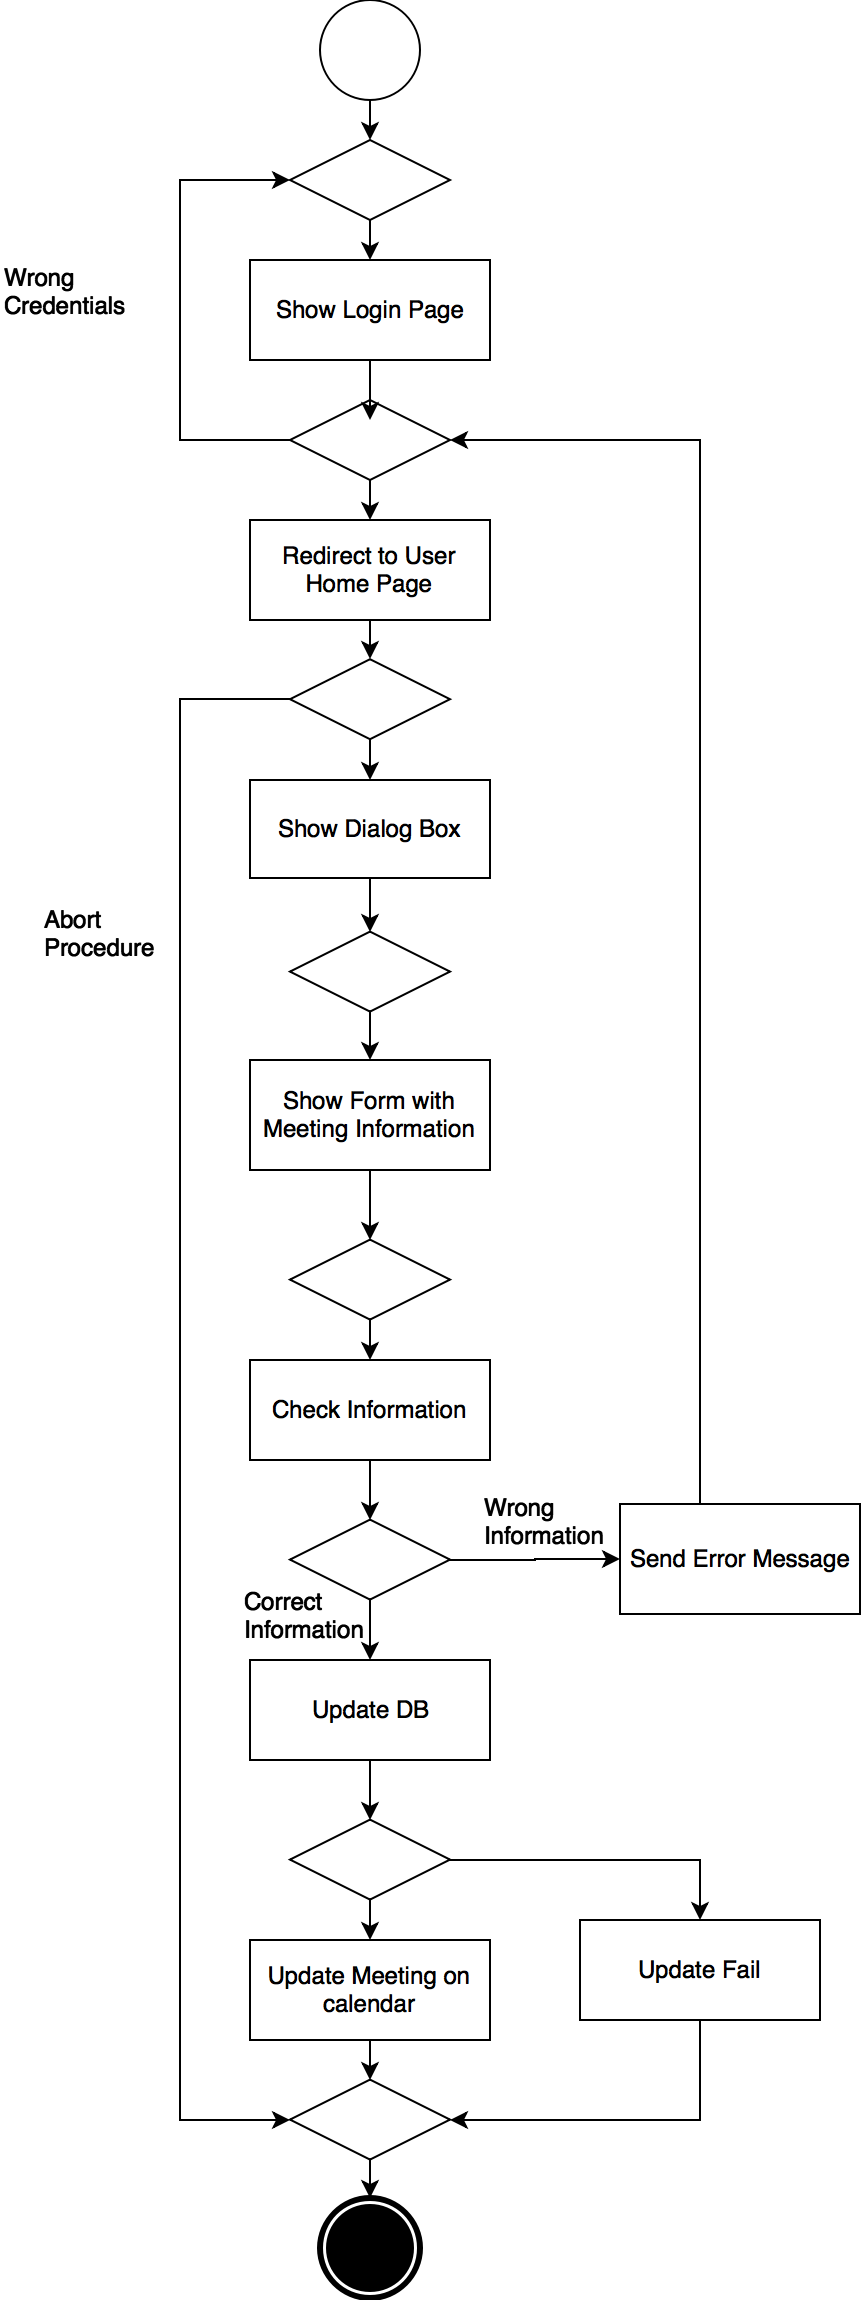 Wrong
Credentials
Show Login Page
Redirect to User
Home Page
Show Dialog Box
Abort
Procedure
Show Form with
Meeting Information
Check Information
Wrong
Information
Send Error Message
Correct
Information
Update DB
Update Meeting on
calendar
Update Fail